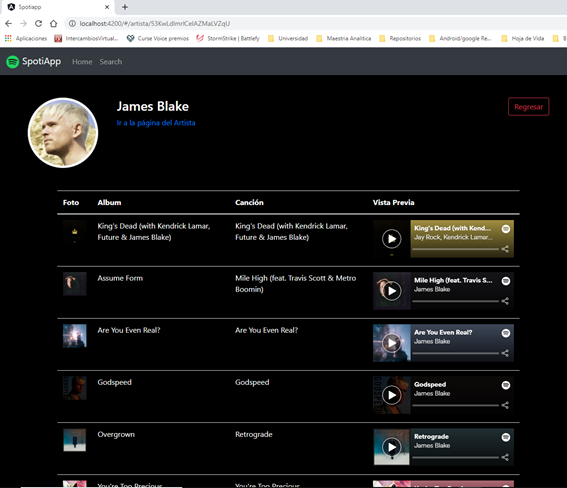 Spotiapp
localhost:4200/#/artista/53KwLdlmrlCelAZMaLVZqU
Aplicaciones IntercambiosVirtual... Curse Voice premios StormStrike | Battlefy Universidad Maestria Analitica Repositorios Android/google Re... Hoja de Vida
SpotiApp Home Search
James Blake
Regresar
Ir a la página del Artista
Foto Album Canción Vista Previa
King's Dead (with Kendrick Lamar,
Future & James Blake)
King's Dead (with Kendrick Lamar,
Future & James Blake)
King's Dead (with Kend...
Jay Rock, Kendrick Lamar...
Assume Form
Mile High (feat. Travis Scott & Metro
Boomin)
Mile High (feat. Travis S...
James Blake
Are You Even Real?
Are You Even Real?
Are You Even Real?
James Blake
Godspeed
Godspeed
Godspeed
James Blake
Overgrown
Retrograde
Retrograde
James Blake
You're Too Precious
You're Too Precious